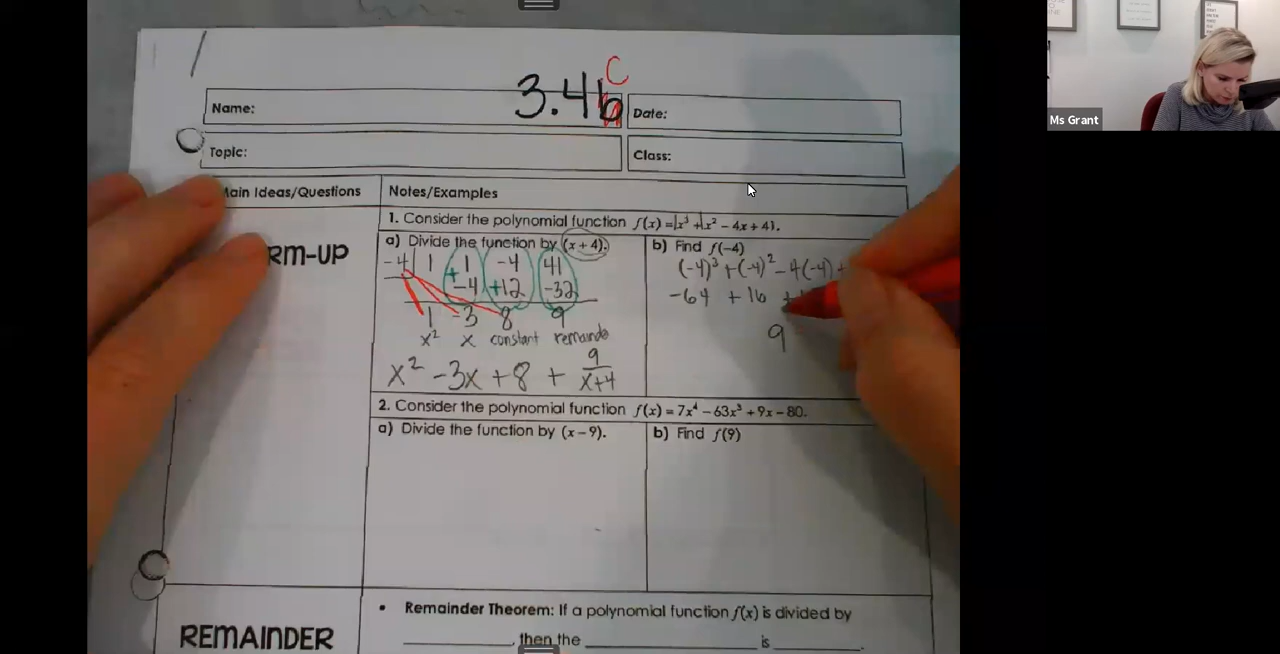 C
3.4b
Name:
Date:
Topic:
Class:
Main Ideas/Questions
Notes/Examples
1. Consider the polynomial function f(x) = x³ + x² − 4x + 41.
a) Divide the function by (x + 4).
b) Find f(−4)
RM-UP
-4 | 1 1 -4 41
+ -4 +12 -32
1 -3 8 9
x² x constant remainde
x² - 3x + 8 + 9/(x+4)
(-4)³ + (-4)² - 4(-4) +
-64 + 16 +
9
2. Consider the polynomial function f(x) = 7x⁴ − 63x³ + 9x − 80.
a) Divide the function by (x − 9).
b) Find f(9)
REMAINDER
• Remainder Theorem: If a polynomial function f(x) is divided by
____________, then the ____________ is ____________.
Ms Grant